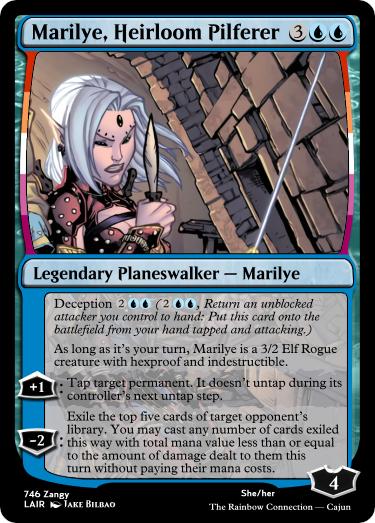 Marilye, Heirloom Pilferer 3
Legendary Planeswalker — Marilye
Deception 2 (2, Return an unblocked
attacker you control to hand: Put this card onto the
battlefield from your hand tapped and attacking.)
As long as it's your turn, Marilye is a 3/2 Elf Rogue
creature with hexproof and indestructible.
+1: Tap target permanent. It doesn't untap during its
controller's next untap step.
Exile the top five cards of target opponent's
library. You may cast any number of cards exiled
-2: this way with total mana value less than or equal
to the amount of damage dealt to them this
turn without paying their mana costs.
4
746 Zangy She/her
LAIR Jake Bilbao The Rainbow Connection — Cajun